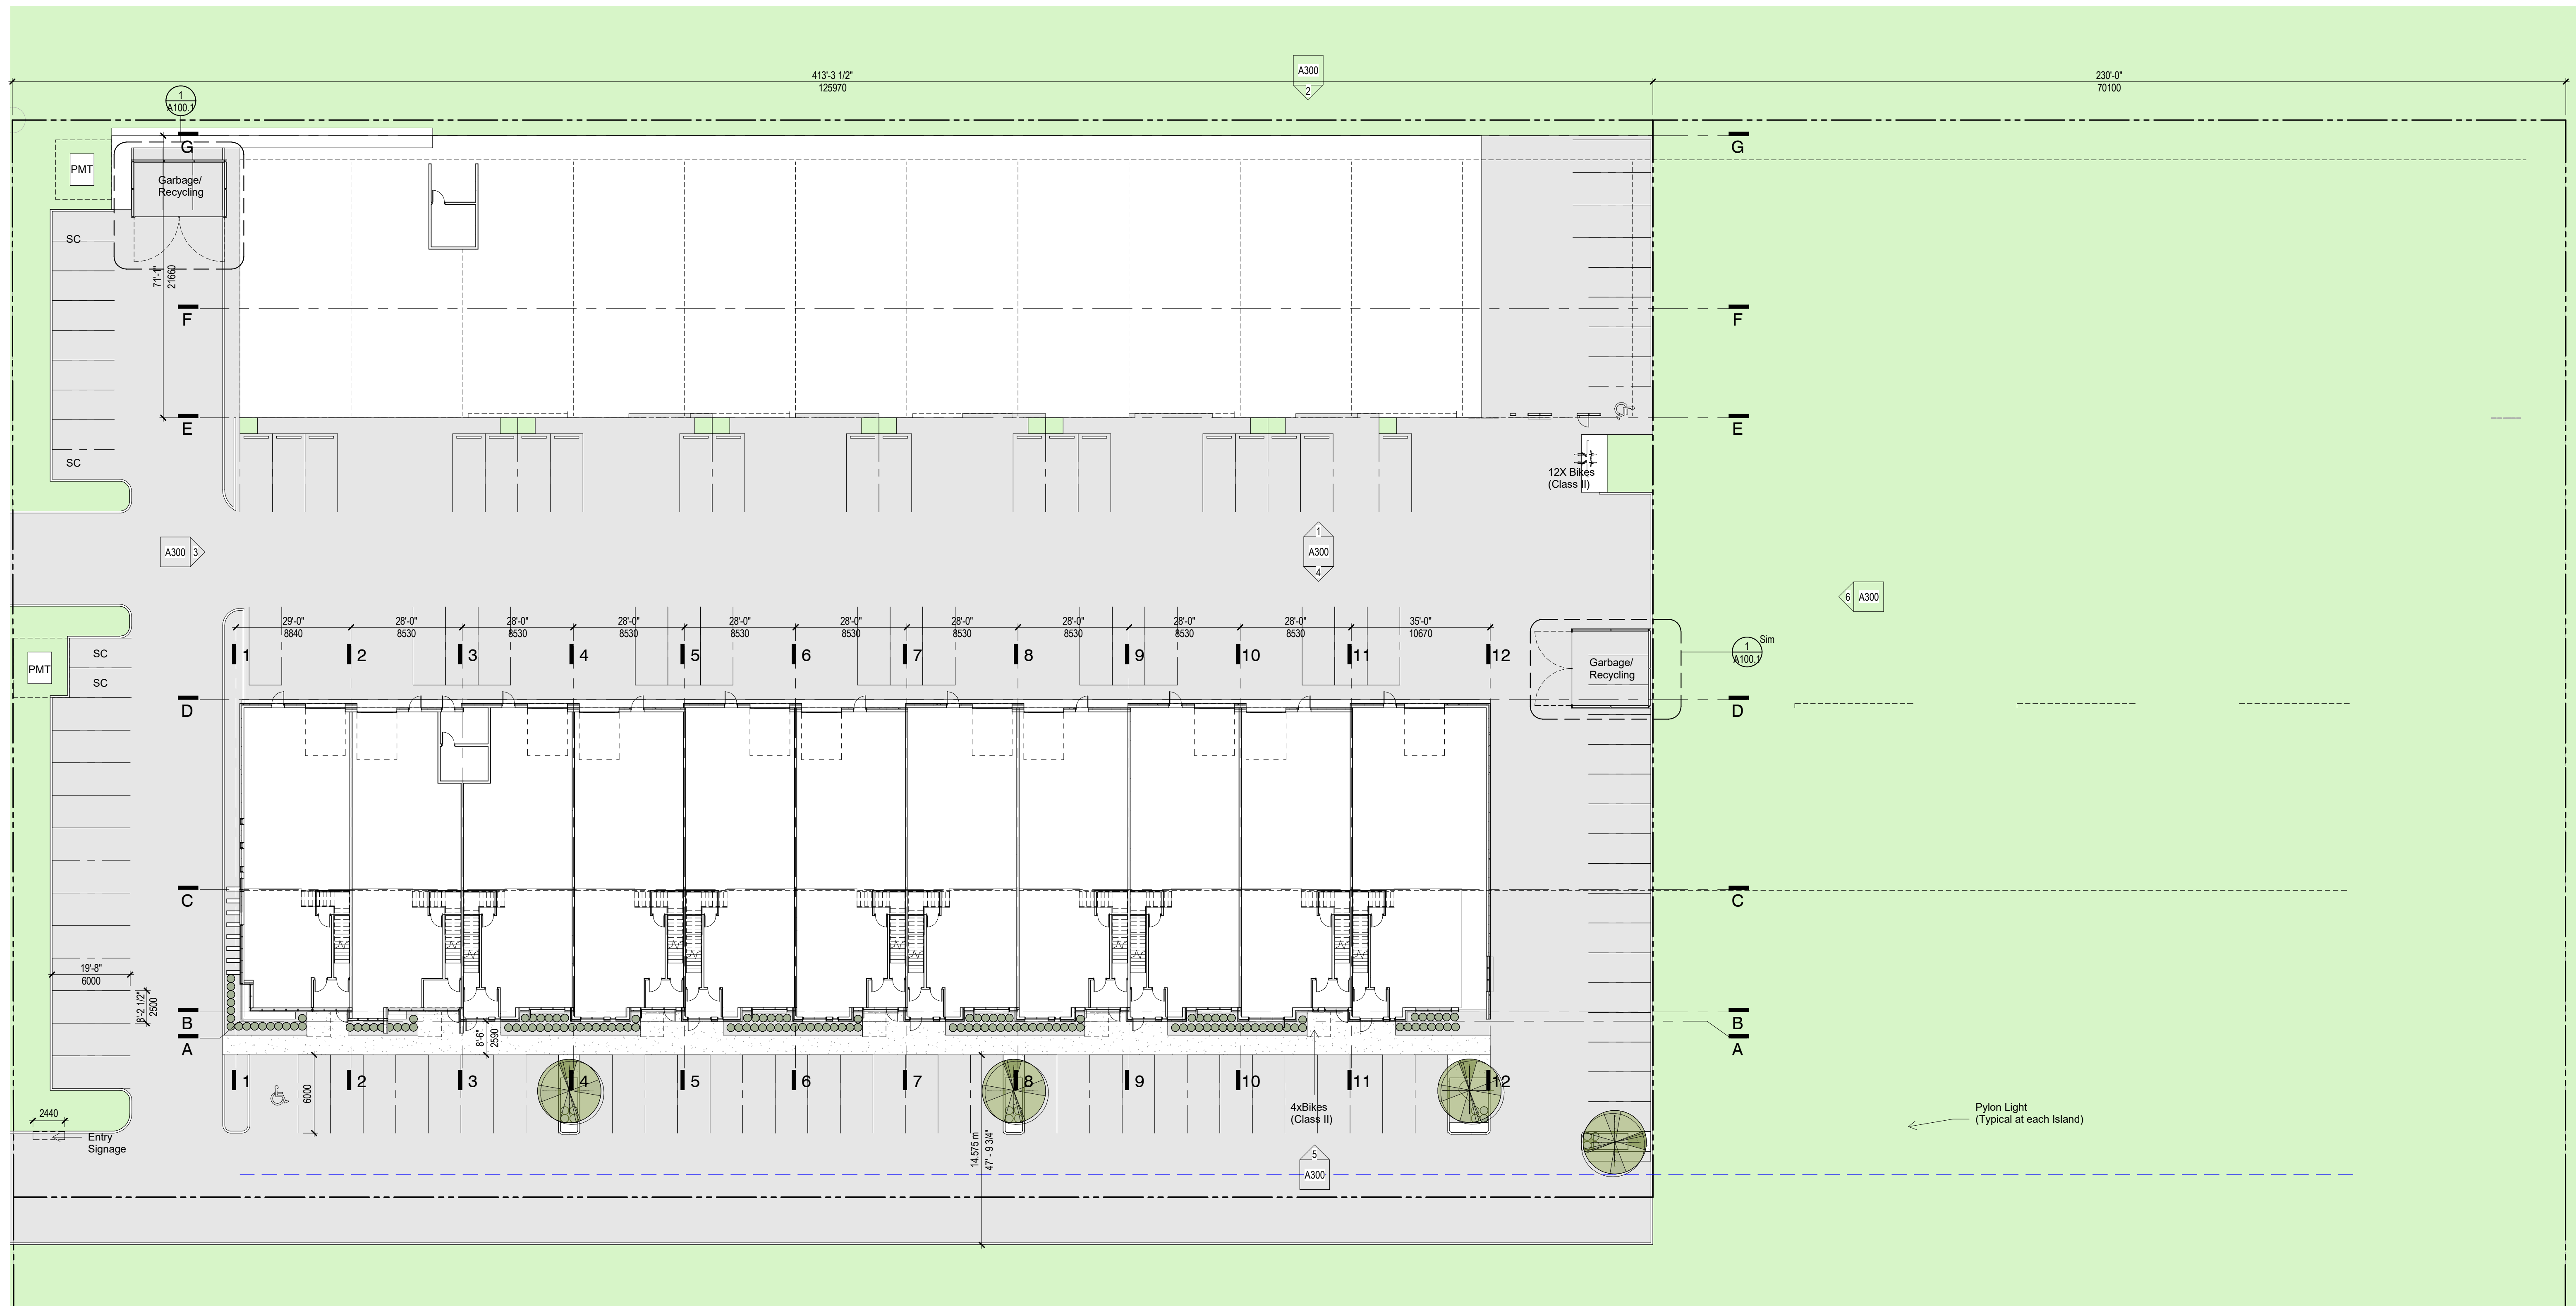 413'-3 1/2"
125970
230'-0"
70100
A300
2
1
A100.1
G
G
PMT
Garbage/
Recycling
SC
71'-1"
21660
F
F
E
E
SC
12X Bikes
(Class II)
A300
3
1
A300
4
6
A300
29'-0"
8840
28'-0"
8530
28'-0"
8530
28'-0"
8530
28'-0"
8530
28'-0"
8530
28'-0"
8530
28'-0"
8530
28'-0"
8530
28'-0"
8530
35'-0"
10670
1
2
3
4
5
6
7
8
9
10
11
12
PMT
SC
SC
Garbage/
Recycling
1
A100.1
Sim
D
D
C
C
19'-8"
6000
8'-2 1/2"
2500
B
B
A
A
8'-6"
2590
1
2
3
4
5
6
7
8
9
10
11
12
6000
2440
Entry
Signage
4xBikes
(Class II)
14.575 m
47' - 9 3/4"
5
A300
Pylon Light
(Typical at each Island)